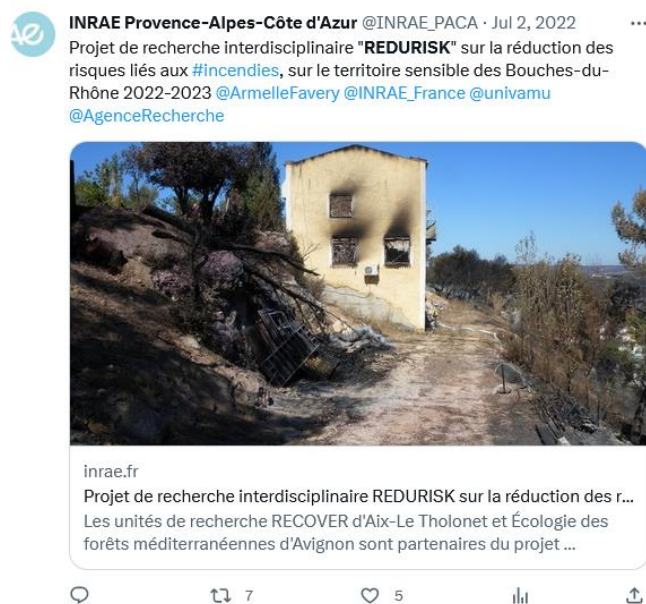 INRAE Provence-Alpes-Côte d'Azur @INRAE_PACA · Jul 2, 2022
Projet de recherche interdisciplinaire "REDURISK" sur la réduction des
risques liés aux #incendies, sur le territoire sensible des Bouches-du-
Rhône 2022-2023 @ArmelleFavery @INRAE_France @univamu
@AgenceRecherche
inrae.fr
Projet de recherche interdisciplinaire REDURISK sur la réduction des r...
Les unités de recherche RECOVER d'Aix-Le Tholonet et Écologie des
forêts méditerranéennes d'Avignon sont partenaires du projet ...
7 5